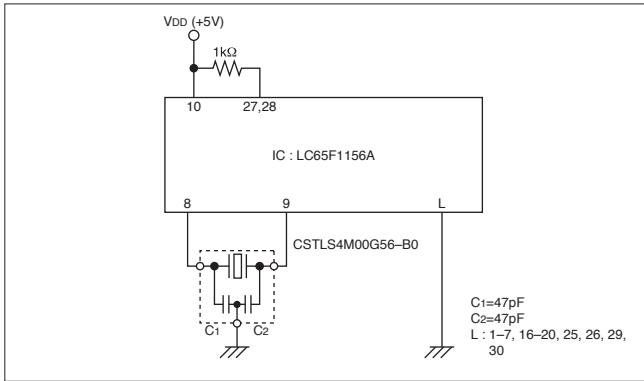 VDD (+5V)
1kΩ
10
27,28
IC : LC65F1156A
8
9
L
CSTLS4M00G56–B0
C1
C2
C1=47pF
C2=47pF
L : 1–7, 16–20, 25, 26, 29,
30